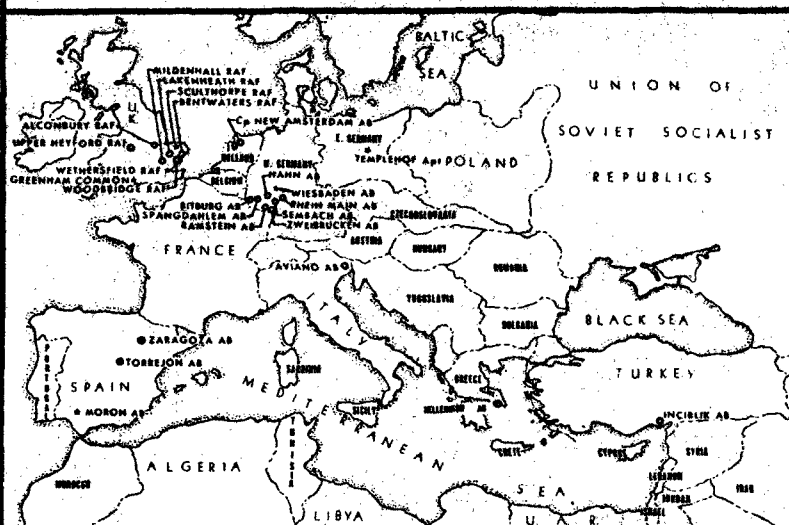 BALTIC
SEA
MILDENHALL RAF
LAKENHEATH RAF
SCULTHORPE RAF
BENTWATERS RAF
U.K.
UNION OF
SOVIET SOCIALIST
REPUBLICS
Cp NEW AMSTERDAM AB
ALCONBURY RAF
UPPER HEYFORD RAF
HOLLAND
E. GERMANY
TEMPLEHOF Apt
POLAND
WETHERSFIELD RAF
GREENHAM COMMON
WOODBRIDGE RAF
BELGIUM
W. GERMANY
HAHN AB
BITBURG AB
SPANGDAHLEM AB
RAMSTEIN AB
WIESBADEN AB
RHEIN MAIN AB
SEMBACH AB
ZWEIBRUCKEN AB
CZECHOSLOVAKIA
FRANCE
AUSTRIA
HUNGARY
AVIANO AB
RUMANIA
ITALY
YUGOSLAVIA
BULGARIA
BLACK SEA
ZARAGOZA AB
TORREJON AB
PORTUGAL
SPAIN
MORON AB
SARDINIA
MEDITERRANEAN
SEA
GREECE
TURKEY
SICILY
HELLENIKON AB
INCIRLIK AB
CRETE
CYPRUS
SYRIA
LEBANON
IRAQ
JORDAN
ISRAEL
MOROCCO
ALGERIA
TUNISIA
LIBYA
U.A.R.